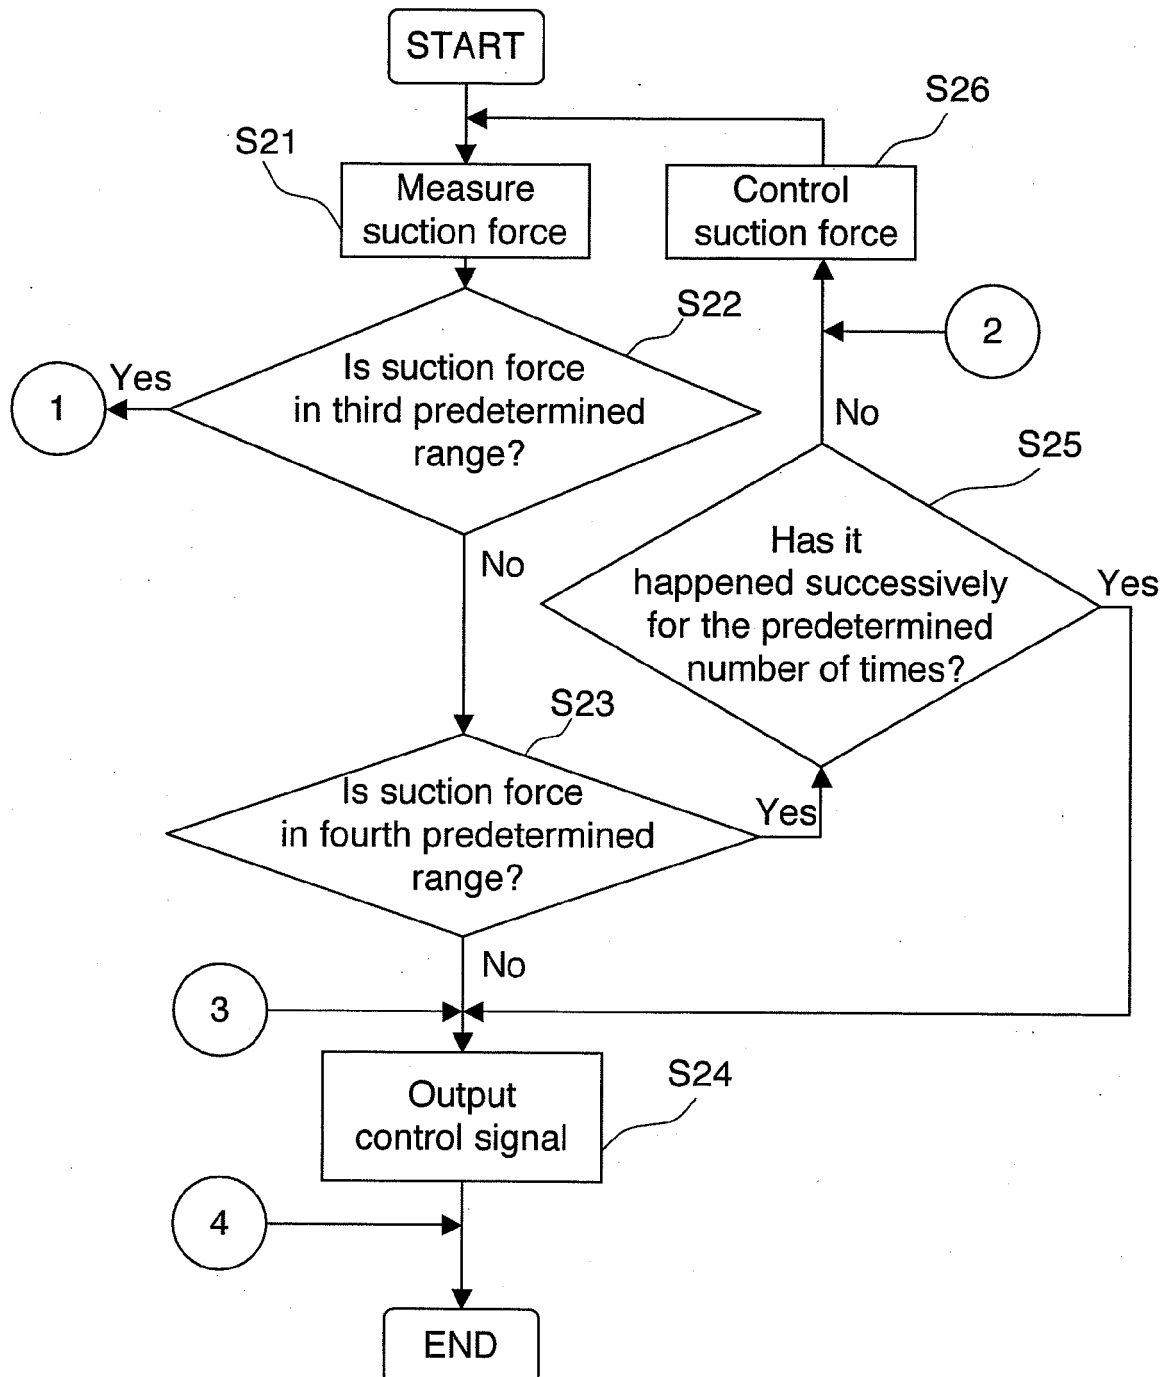 START
S26
S21
Measure
suction force
Control
suction force
S22
2
Is suction force
in third predetermined
range?
Yes
1
No
S25
No
Has it
happened successively
for the predetermined
number of times?
Yes
S23
Is suction force
in fourth predetermined
range?
Yes
No
3
S24
Output
control signal
4
END